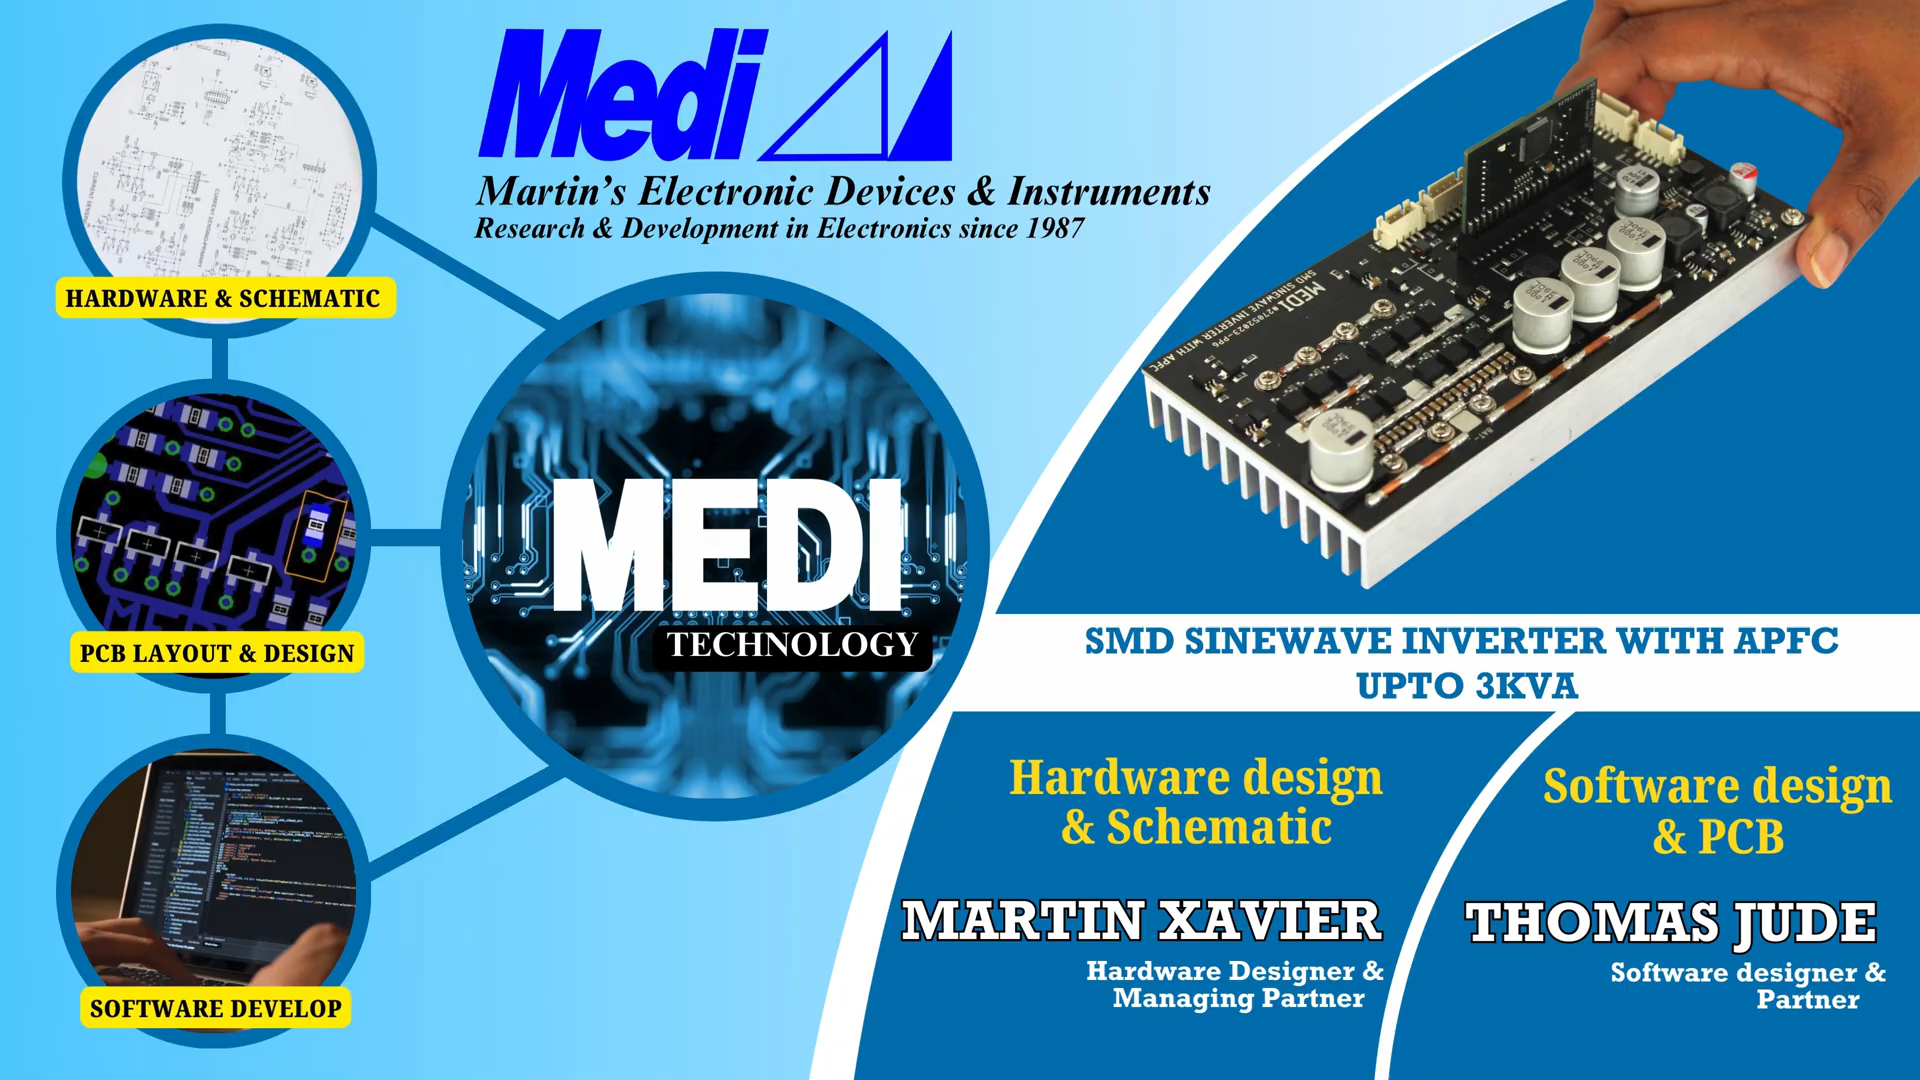 Medi
Martin's Electronic Devices & Instruments
Research & Development in Electronics since 1987
HARDWARE & SCHEMATIC
PCB LAYOUT & DESIGN
SOFTWARE DEVELOP
MEDI
TECHNOLOGY
MEDI
SMD SINEWAVE INVERTER WITH APFC
SMD SINEWAVE INVERTER WITH APFC
UPTO 3KVA
Hardware design
& Schematic
MARTIN XAVIER
Hardware Designer &
Managing Partner
Software design
& PCB
THOMAS JUDE
Software designer &
Partner